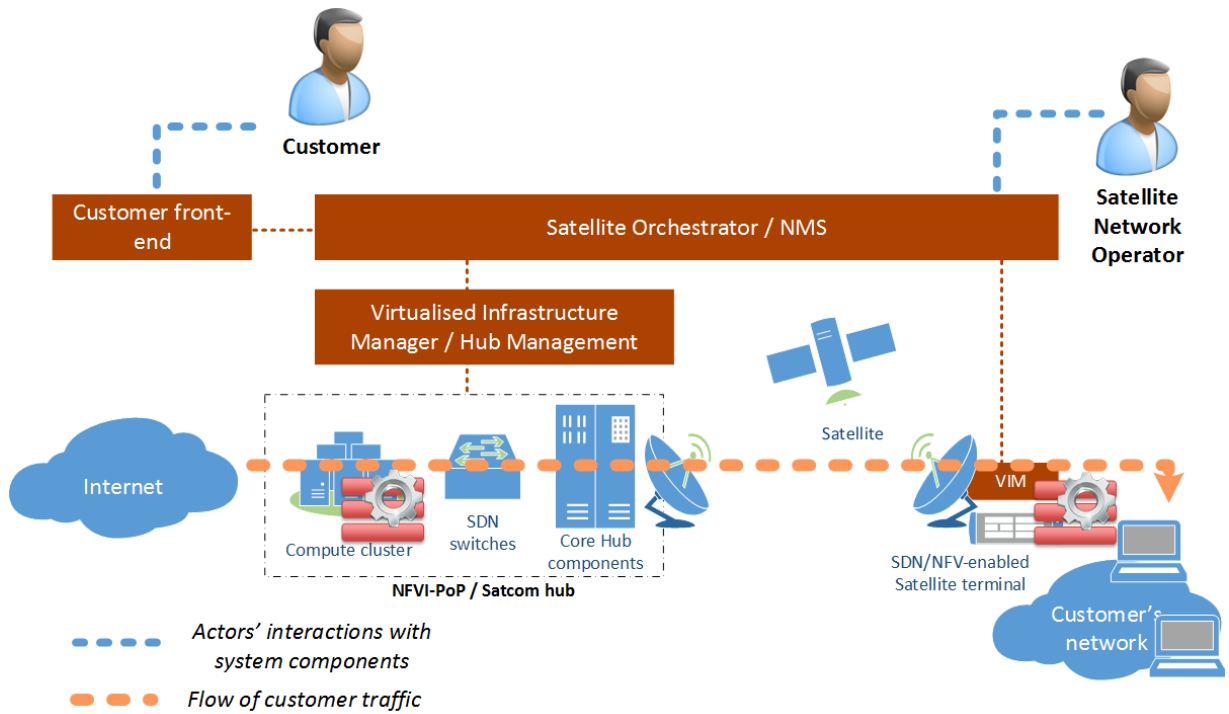 Customer
Satellite
Network
Operator
Customer front-
end
Satellite Orchestrator / NMS
Virtualised Infrastructure
Manager / Hub Management
Satellite
Internet
VIM
Compute cluster
SDN
switches
Core Hub
components
SDN/NFV-enabled
Satellite terminal
NFVI-PoP / Satcom hub
Customer's
network
Actors' interactions with
system components
Flow of customer traffic